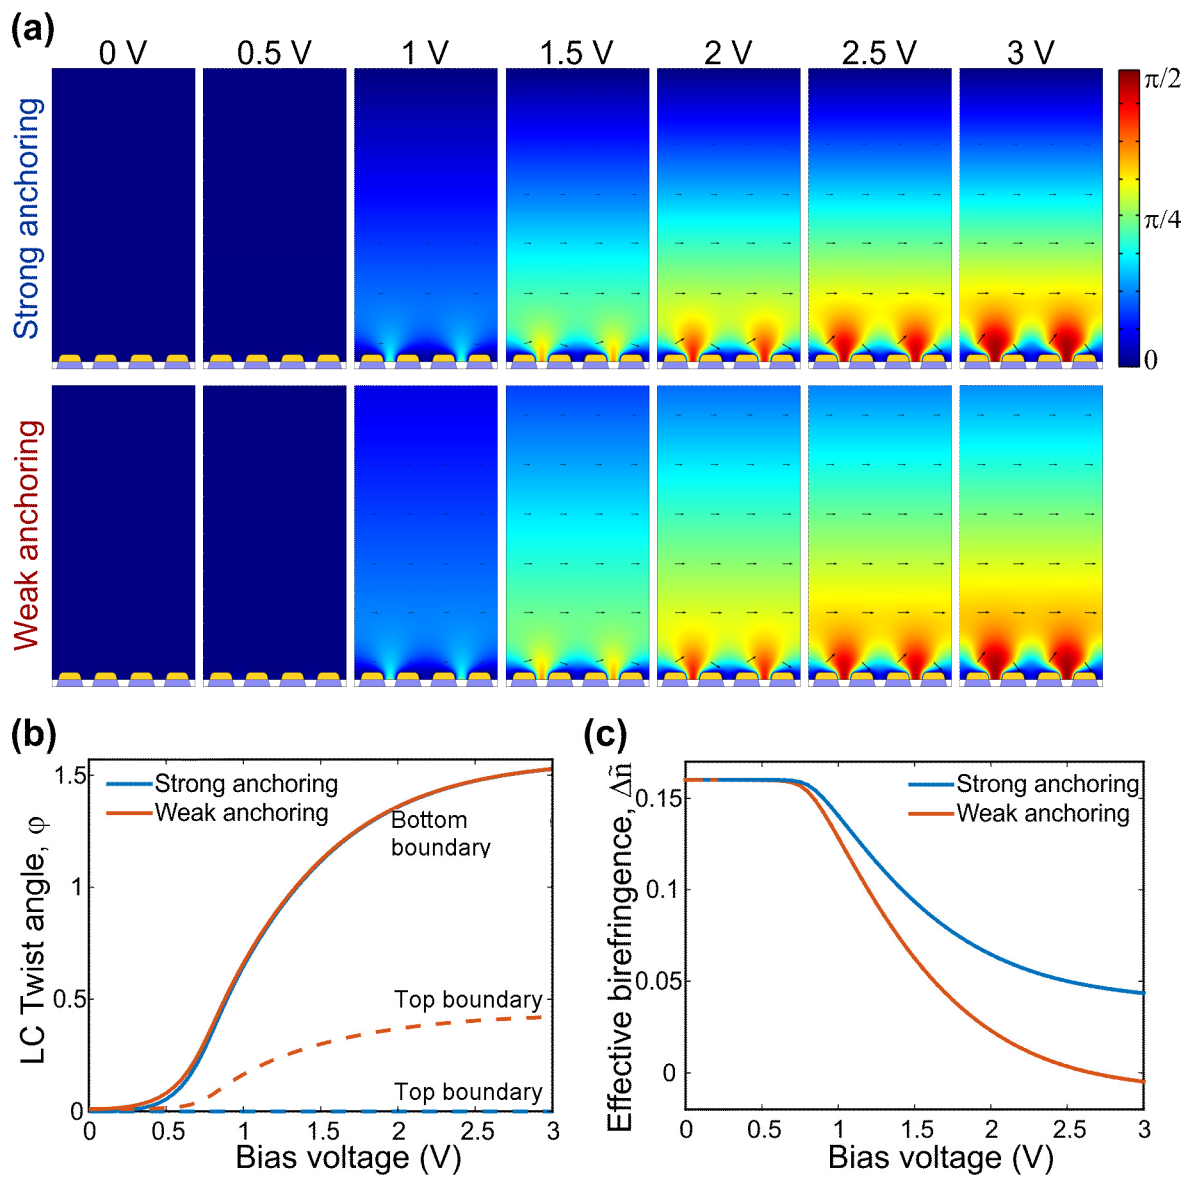 (a)
0 V 0.5 V 1 V 1.5 V 2 V 2.5 V 3 V
Strong anchoring
π/2
π/4
0
Weak anchoring
(b)
LC Twist angle, φ
1.5
1
0.5
0
Strong anchoring
Weak anchoring
Bottom
boundary
Top boundary
Top boundary
0 0.5 1 1.5 2 2.5 3
Bias voltage (V)
(c)
Effective birefringence, Δñ
0.15
0.1
0.05
0
Strong anchoring
Weak anchoring
0 0.5 1 1.5 2 2.5 3
Bias voltage (V)